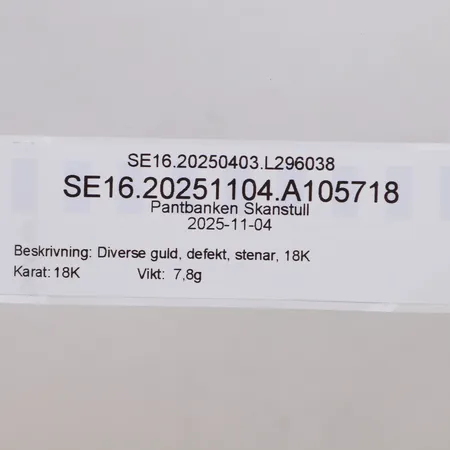 SE16.20250403.L296038
SE16.20251104.A105718
Pantbanken Skanstull
2025-11-04
Beskrivning: Diverse guld, defekt, stenar, 18K
Karat: 18K Vikt: 7,8g